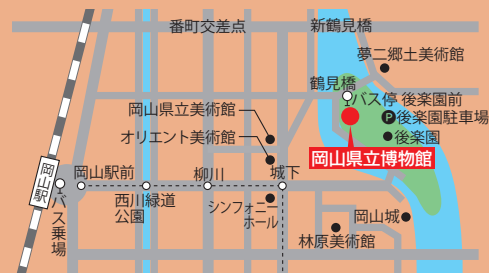 番町交差点
新鶴見橋
夢二郷土美術館
鶴見橋
バス停 後楽園前
岡山県立美術館
P 後楽園駐車場
オリエント美術館
後楽園
岡山県立博物館
岡山駅
岡山駅前
柳川
城下
バス乗場
西川緑道
公園
シンフォニー
ホール
岡山城
林原美術館